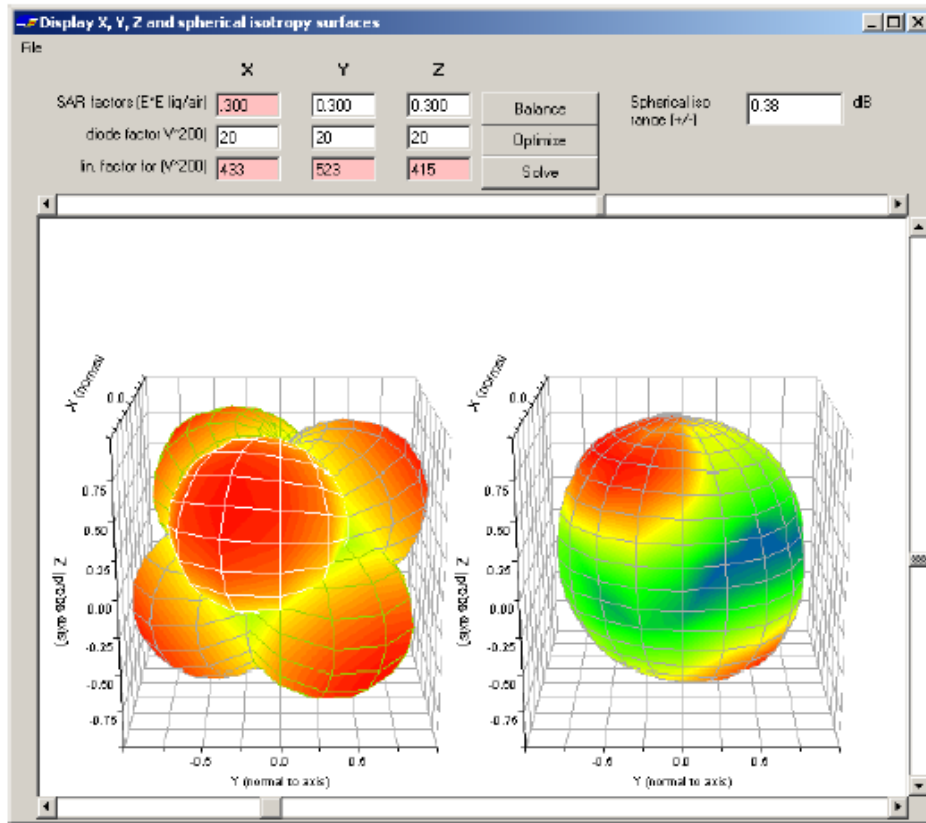 Display X, Y, Z and spherical isotropy surfaces
File
X Y Z
SAR factors (E*E liq/air) .300 0.300 0.300 Balance Spherical iso range (+/-) 0.38 dB
diode factor V*200) 20 20 20 Optimize
lin. factor for (V*200) 433 523 415 Solve
X (normal
0.0
0.75
0.50
0.25
0.00
-0.25
-0.50
-0.75
Z (probe axis)
-0.6 0.0 0.6
Y (normal to axis)
X (normal
0.0
0.75
0.50
0.25
0.00
-0.25
-0.50
-0.75
Z (probe axis)
-0.6 0.0 0.6
Y (normal to axis)